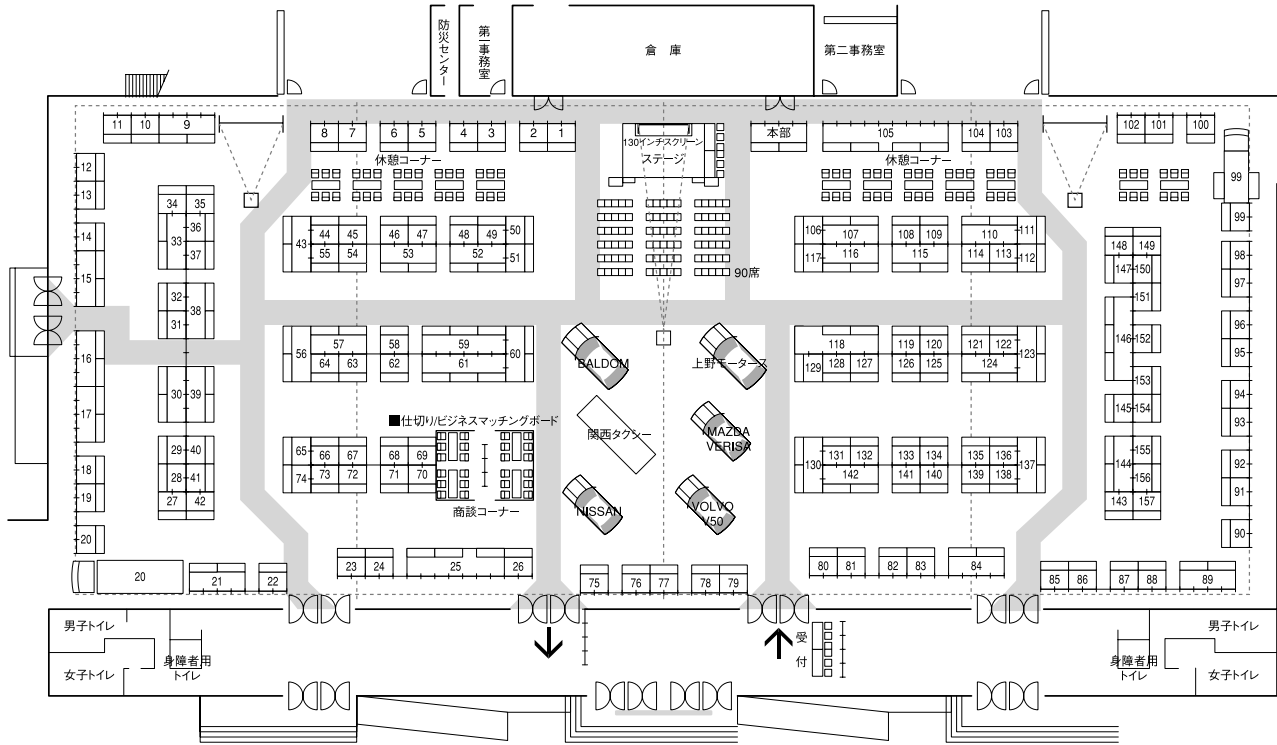 防災センター
第一事務室
倉 庫
第二事務室
11 10 9
8 7 6 5 4 3 2 1
130インチスクリーン
ステージ
本部 105 104 103
102 101 100
休憩コーナー
休憩コーナー
12
13
14
15
16
17
18
19
20
34 35
33 36
37
32 38
31
30 39
29 40
28 41
27 42
43 44 45 46 47 48 49 50
55 54 53 52 51
90席
106 107 108 109 110 111
117 116 115 114 113 112
99
99
98
97
96
95
94
93
92
91
90
148 149
147 150
151
146 152
153
145 154
155
144 156
143 157
56 57 58 59 60
64 63 62 61
BALDOM
上野モータース
関西タクシー
MAZDA
VERISA
NISSAN
VOLVO
V50
118 119 120 121 122 123
129 128 127 126 125 124
■仕切り/ビジネスマッチングボード
65 66 67 68 69
74 73 72 71 70
商談コーナー
130 131 132 133 134 135 136 137
142 141 140 139 138
20 21 22
23 24 25 26
75 76 77 78 79
80 81 82 83 84
85 86 87 88 89
男子トイレ
女子トイレ
身障者用
トイレ
受
付
身障者用
トイレ
男子トイレ
女子トイレ